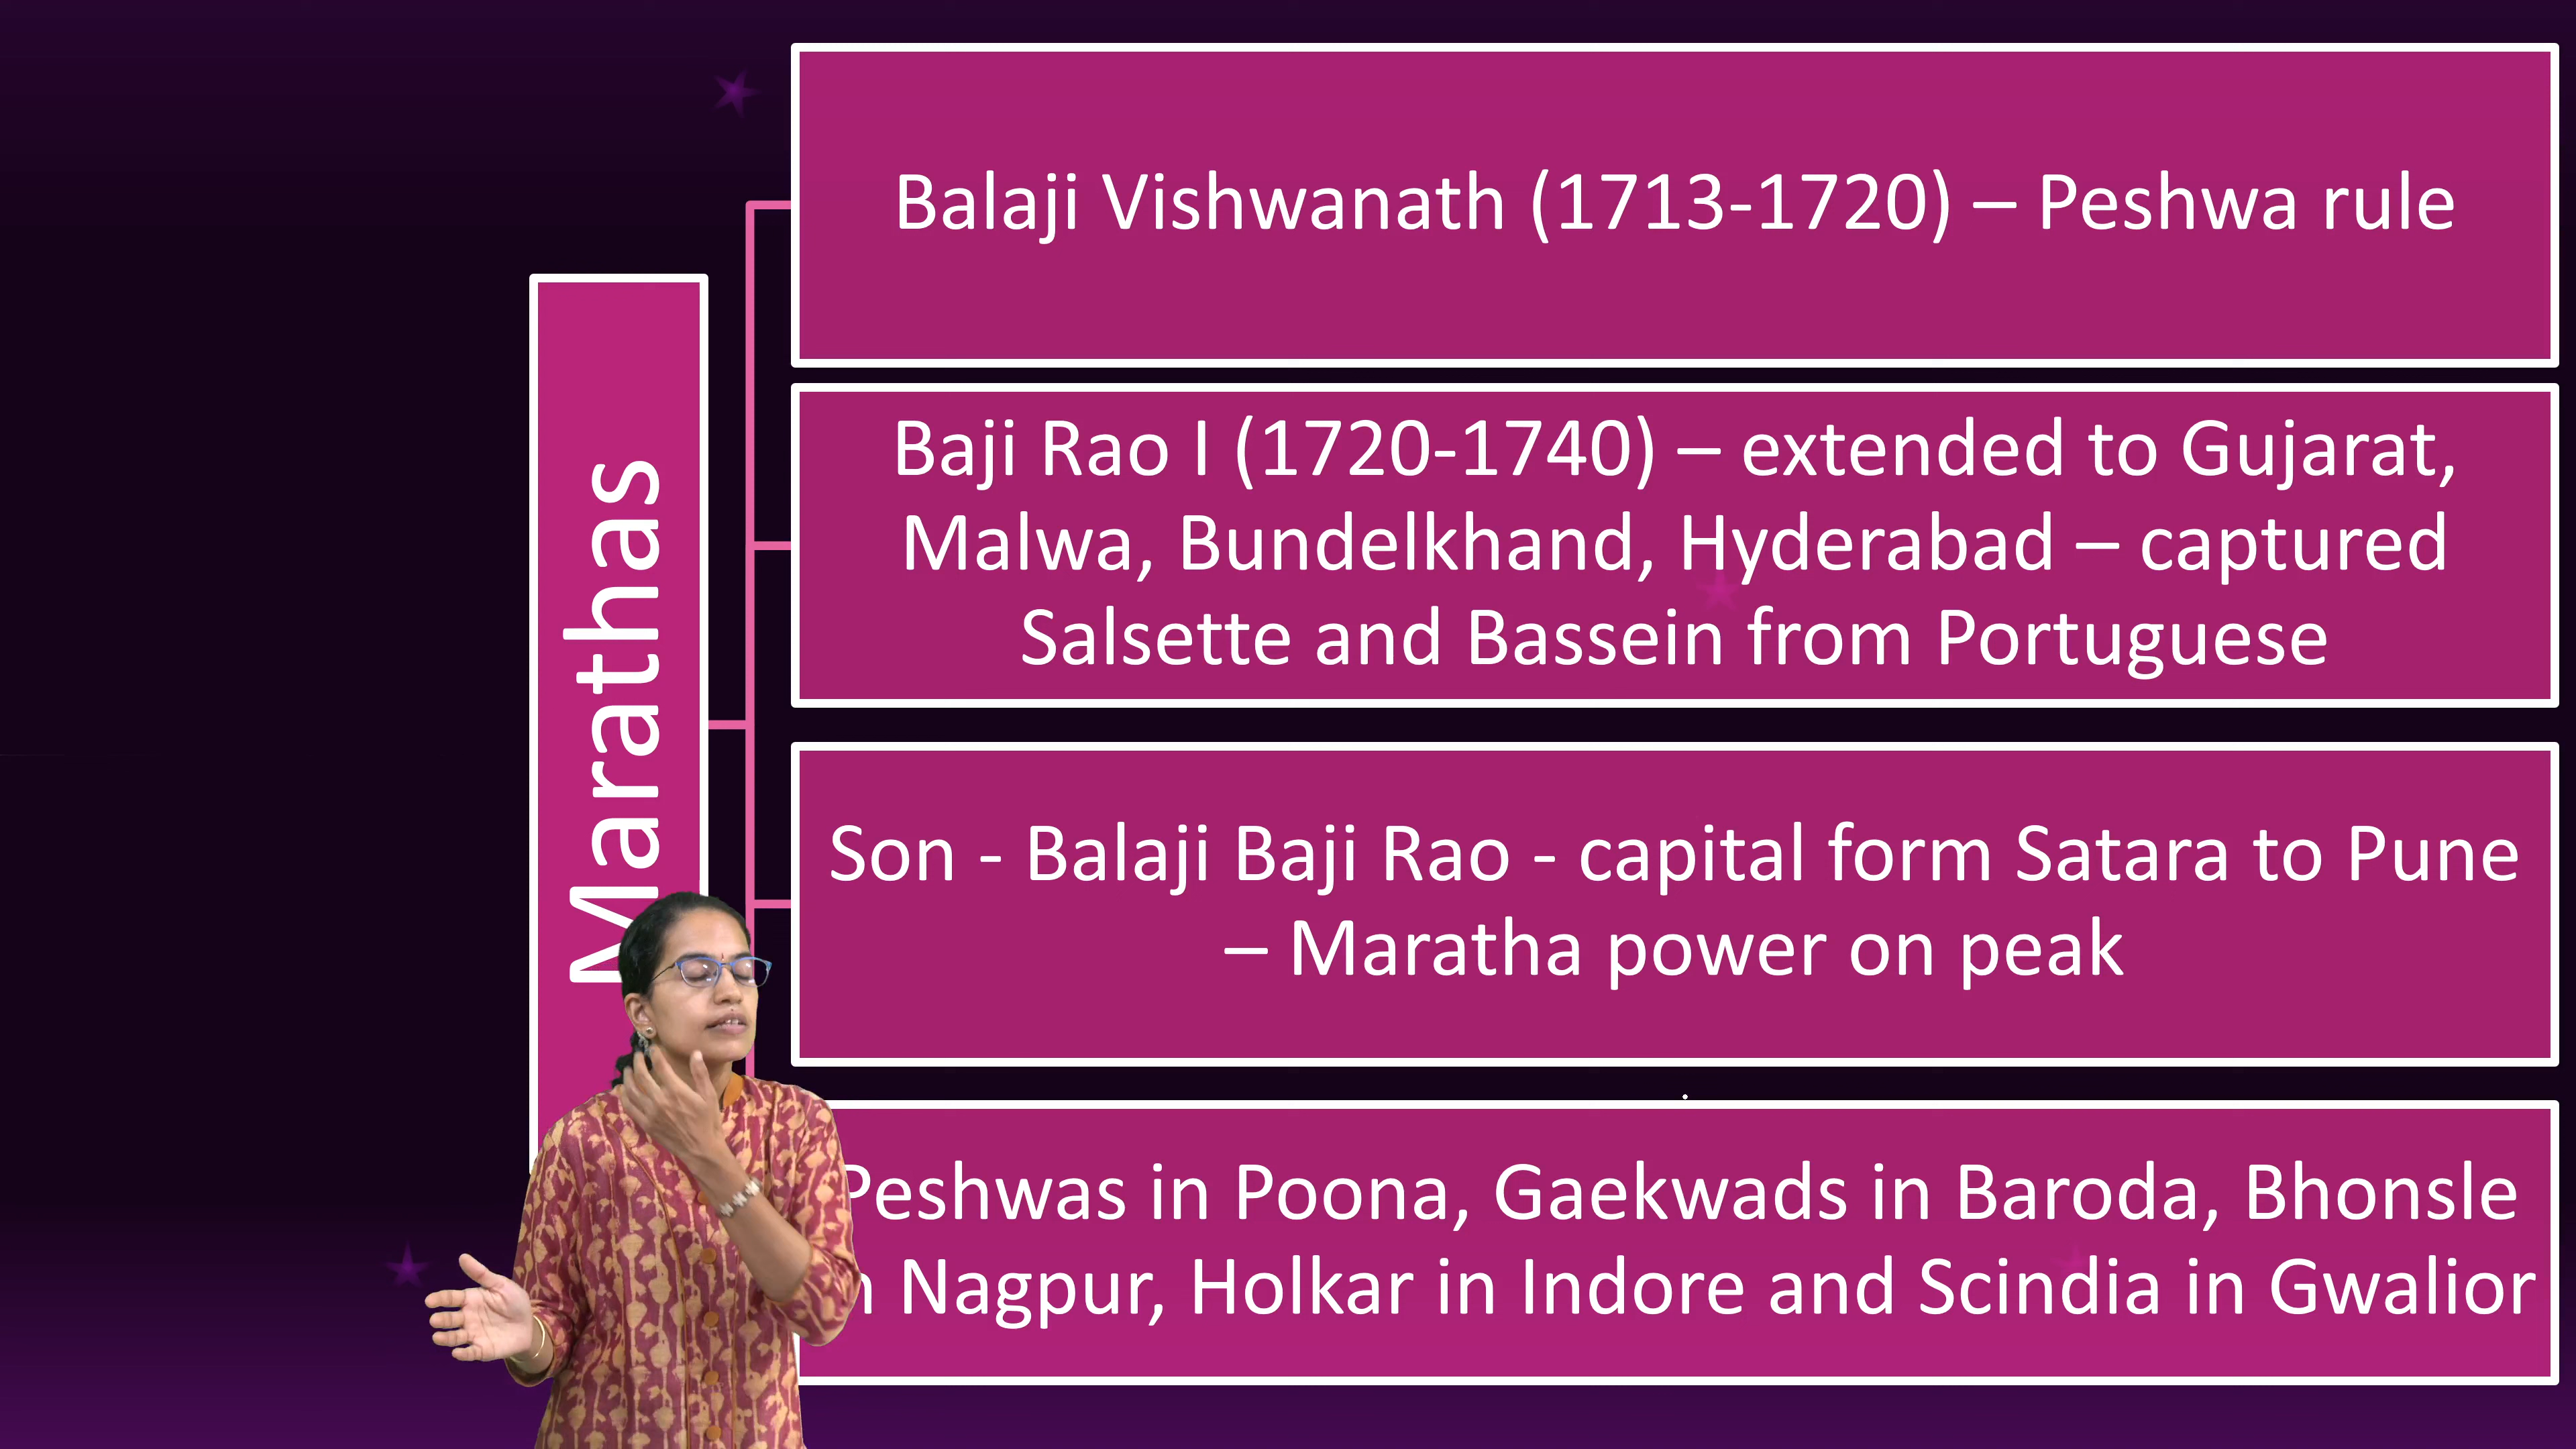 Marathas
Balaji Vishwanath (1713-1720) – Peshwa rule
Baji Rao I (1720-1740) – extended to Gujarat,
Malwa, Bundelkhand, Hyderabad – captured
Salsette and Bassein from Portuguese
Son - Balaji Baji Rao - capital form Satara to Pune
– Maratha power on peak
Peshwas in Poona, Gaekwads in Baroda, Bhonsle
Nagpur, Holkar in Indore and Scindia in Gwalior